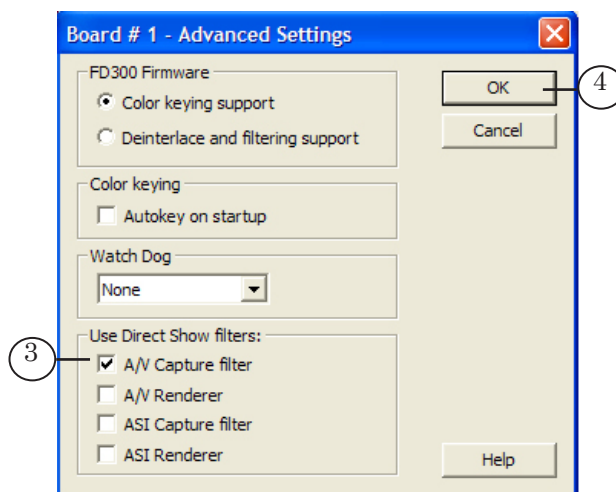 Board # 1 - Advanced Settings
FD300 Firmware
Color keying support
Deinterlace and filtering support
OK
4
Cancel
Color keying
Autokey on startup
Watch Dog
None
Use Direct Show filters:
3
A/V Capture filter
A/V Renderer
ASI Capture filter
ASI Renderer
Help